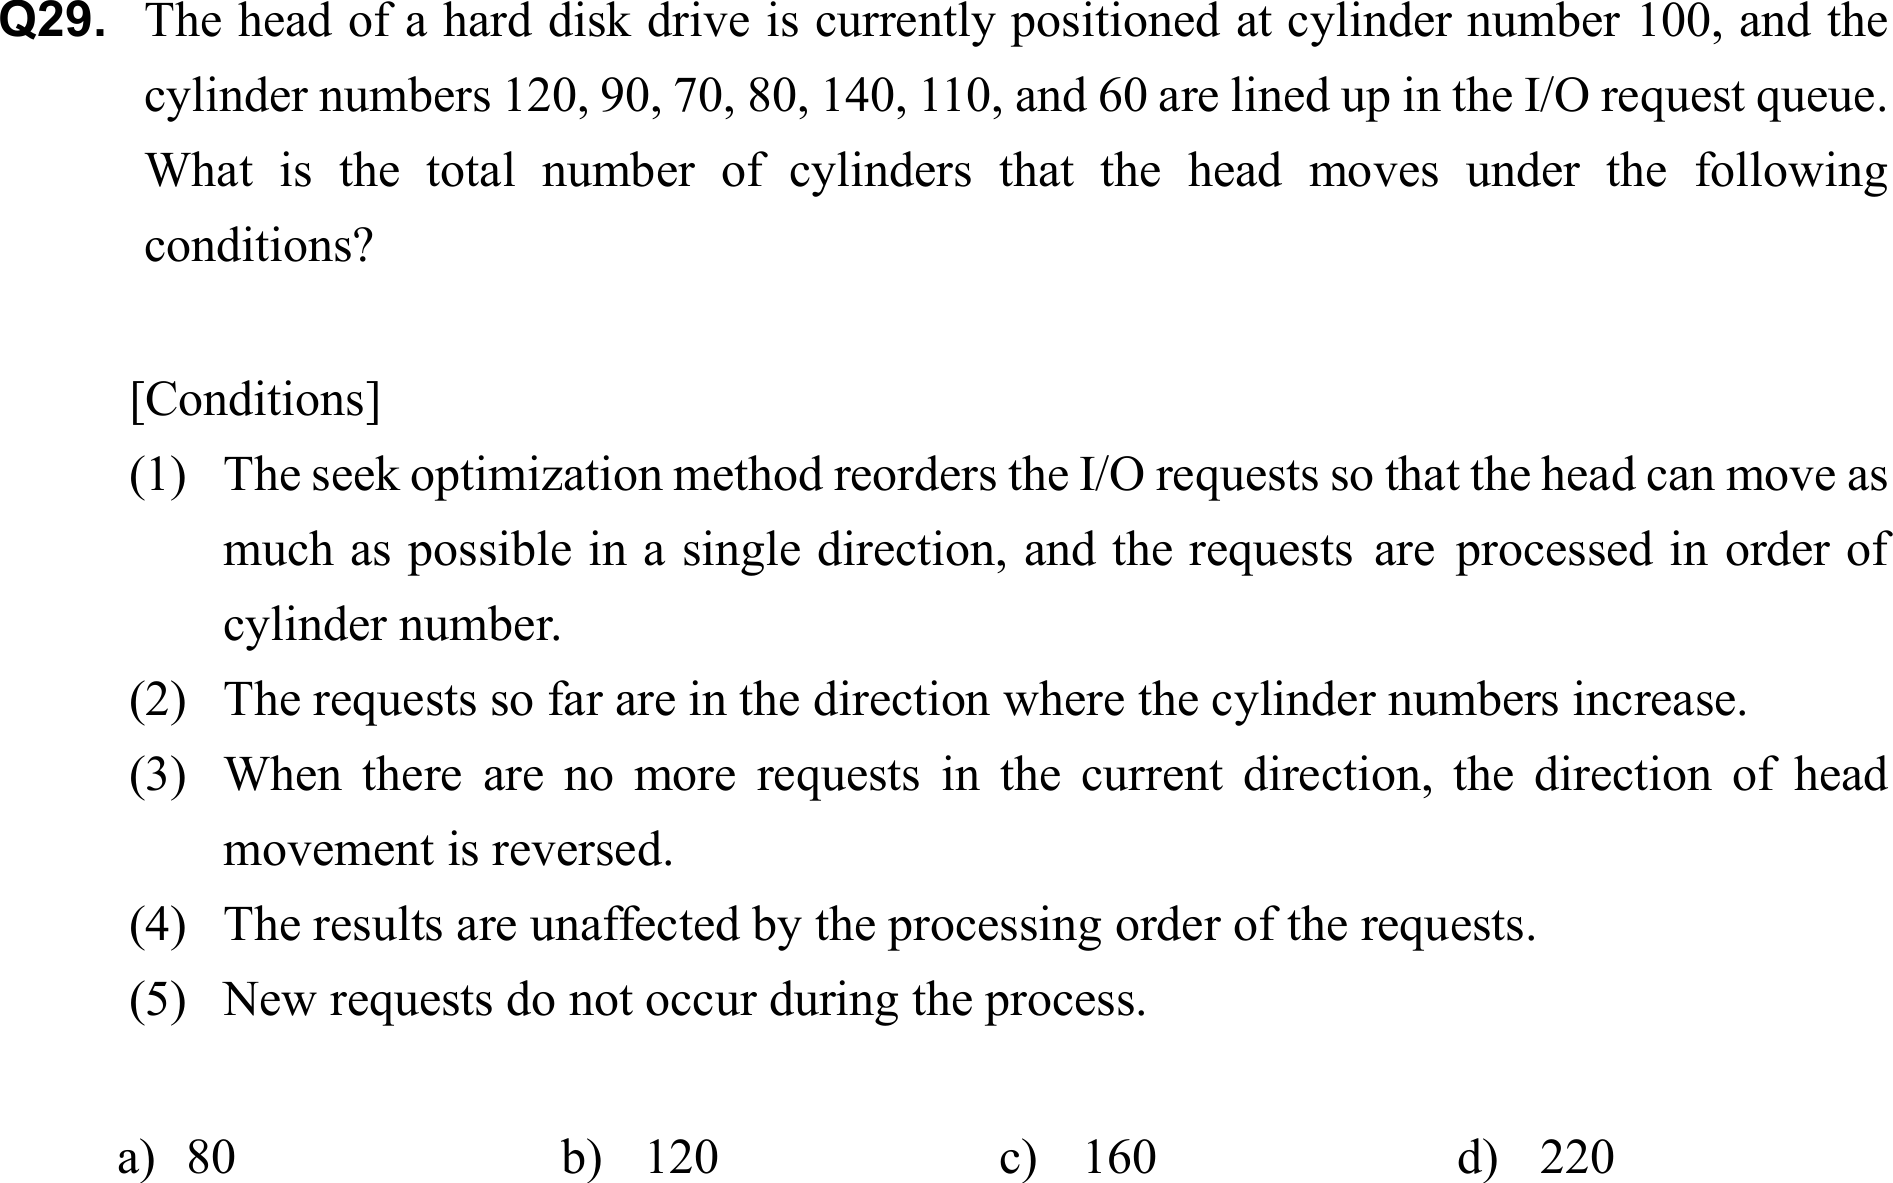 Q29. The head of a hard disk drive is currently positioned at cylinder number 100, and the
cylinder numbers 120, 90, 70, 80, 140, 110, and 60 are lined up in the I/O request queue.
What is the total number of cylinders that the head moves under the following
conditions?
[Conditions]
(1) The seek optimization method reorders the I/O requests so that the head can move as
much as possible in a single direction, and the requests are processed in order of
cylinder number.
(2) The requests so far are in the direction where the cylinder numbers increase.
(3) When there are no more requests in the current direction, the direction of head
movement is reversed.
(4) The results are unaffected by the processing order of the requests.
(5) New requests do not occur during the process.
a) 80 b) 120 c) 160 d) 220